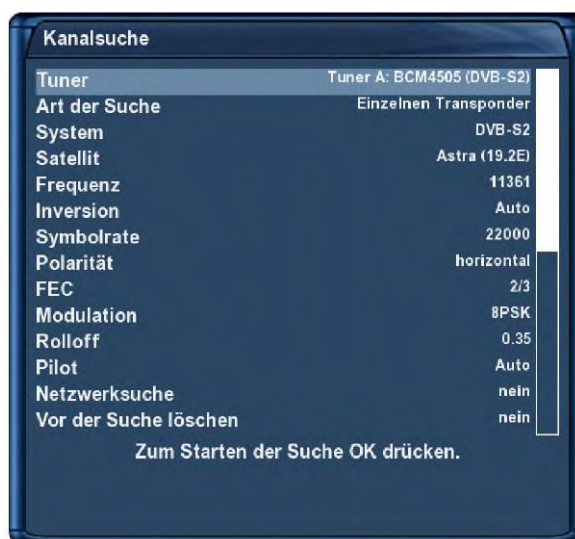 Kanalsuche
Tuner Tuner A: BCM4505 (DVB-S2)
Art der Suche Einzelnen Transponder
System DVB-S2
Satellit Astra (19.2E)
Frequenz 11361
Inversion Auto
Symbolrate 22000
Polarität horizontal
FEC 2/3
Modulation 8PSK
Rolloff 0.35
Pilot Auto
Netzwerksuche nein
Vor der Suche löschen nein
Zum Starten der Suche OK drücken.